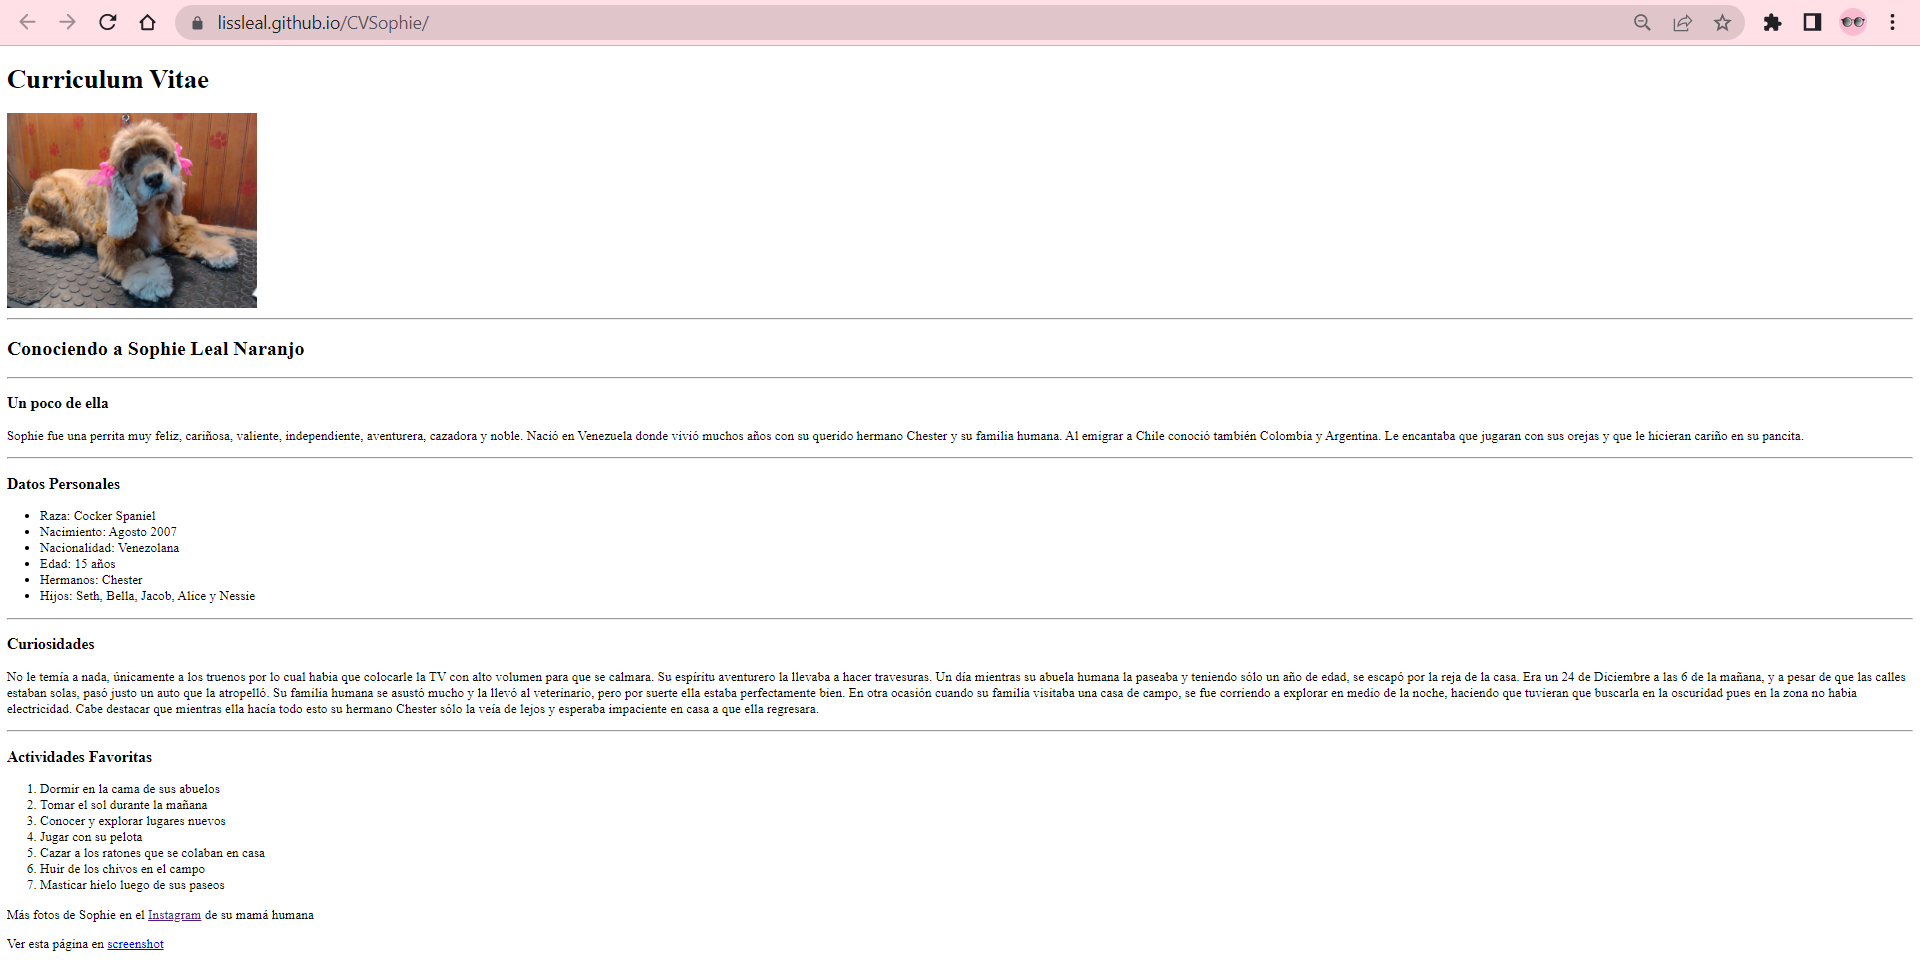 lissleal.github.io/CVSophie/
Curriculum Vitae
Conociendo a Sophie Leal Naranjo
Un poco de ella
Sophie fue una perrita muy feliz, cariñosa, valiente, independiente, aventurera, cazadora y noble. Nació en Venezuela donde vivió muchos años con su querido hermano Chester y su familia humana. Al emigrar a Chile conoció también Colombia y Argentina. Le encantaba que jugaran con sus orejas y que le hicieran cariño en su pancita.
Datos Personales
• Raza: Cocker Spaniel
• Nacimiento: Agosto 2007
• Nacionalidad: Venezolana
• Edad: 15 años
• Hermanos: Chester
• Hijos: Seth, Bella, Jacob, Alice y Nessie
Curiosidades
No le temía a nada, únicamente a los truenos por lo cual habia que colocarle la TV con alto volumen para que se calmara. Su espíritu aventurero la llevaba a hacer travesuras. Un día mientras su abuela humana la paseaba y teniendo sólo un año de edad, se escapó por la reja de la casa. Era un 24 de Diciembre a las 6 de la mañana, y a pesar de que las calles
estaban solas, pasó justo un auto que la atropelló. Su familia humana se asustó mucho y la llevó al veterinario, pero por suerte ella estaba perfectamente bien. En otra ocasión cuando su familia visitaba una casa de campo, se fue corriendo a explorar en medio de la noche, haciendo que tuvieran que buscarla en la oscuridad pues en la zona no habia
electricidad. Cabe destacar que mientras ella hacía todo esto su hermano Chester sólo la veía de lejos y esperaba impaciente en casa a que ella regresara.
Actividades Favoritas
1. Dormir en la cama de sus abuelos
2. Tomar el sol durante la mañana
3. Conocer y explorar lugares nuevos
4. Jugar con su pelota
5. Cazar a los ratones que se colaban en casa
6. Huir de los chivos en el campo
7. Masticar hielo luego de sus paseos
Más fotos de Sophie en el Instagram de su mamá humana
Ver esta página en screenshot